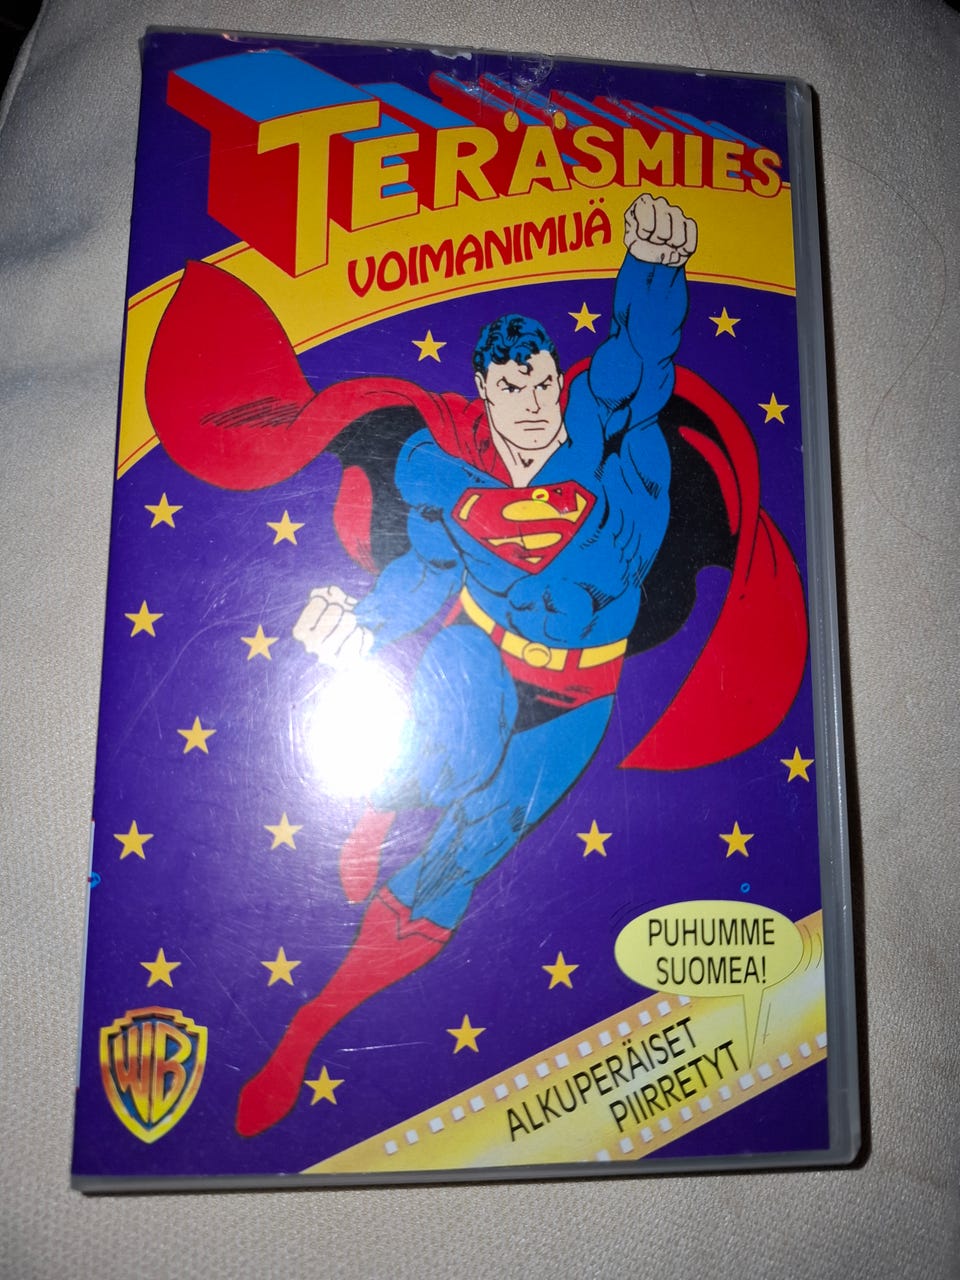 TERÄSMIES
VOIMANIMIJÄ
S
PUHUMME
SUOMEA!
ALKUPERÄISET
PIIRRETYT
WB